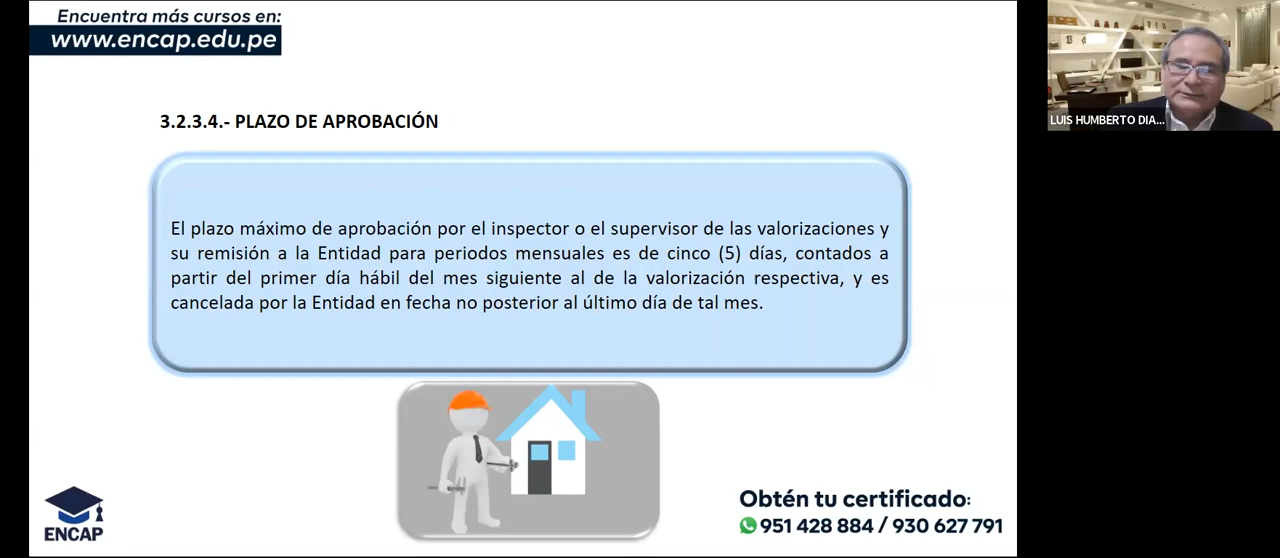 Encuentra más cursos en:
www.encap.edu.pe
LUIS HUMBERTO DIA...
3.2.3.4.- PLAZO DE APROBACIÓN
El plazo máximo de aprobación por el inspector o el supervisor de las valorizaciones y
su remisión a la Entidad para periodos mensuales es de cinco (5) días, contados a
partir del primer día hábil del mes siguiente al de la valorización respectiva, y es
cancelada por la Entidad en fecha no posterior al último día de tal mes.
ENCAP
Obtén tu certificado:
951 428 884 / 930 627 791